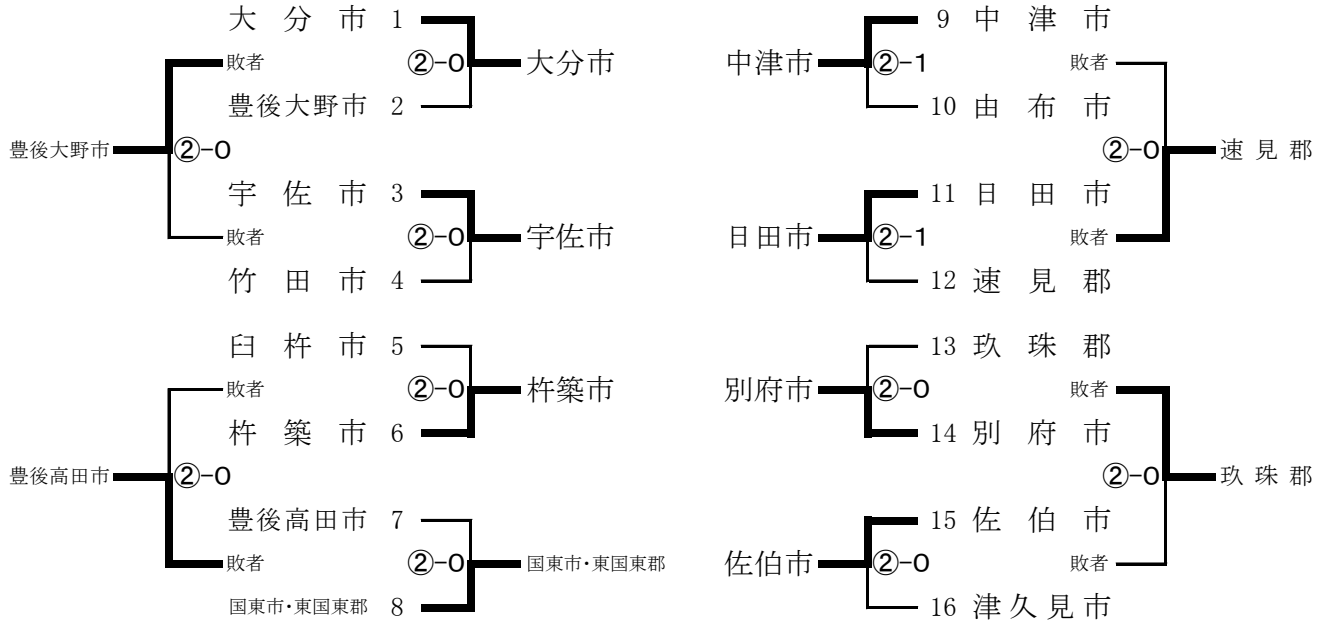 大分市 1
9 中津市
敗者 ②-0 大分市
中津市 ②-1 敗者
豊後大野市 2
10 由布市
豊後大野市 ②-0
②-0 速見郡
宇佐市 3
11 日田市
敗者 ②-0 宇佐市
日田市 ②-1 敗者
竹田市 4
12 速見郡
臼杵市 5
13 玖珠郡
敗者 ②-0 杵築市
別府市 ②-0 敗者
杵築市 6
14 別府市
豊後高田市 ②-0
②-0 玖珠郡
豊後高田市 7
15 佐伯市
敗者 ②-0 国東市・東国東郡
佐伯市 ②-0 敗者
国東市・東国東郡 8
16 津久見市